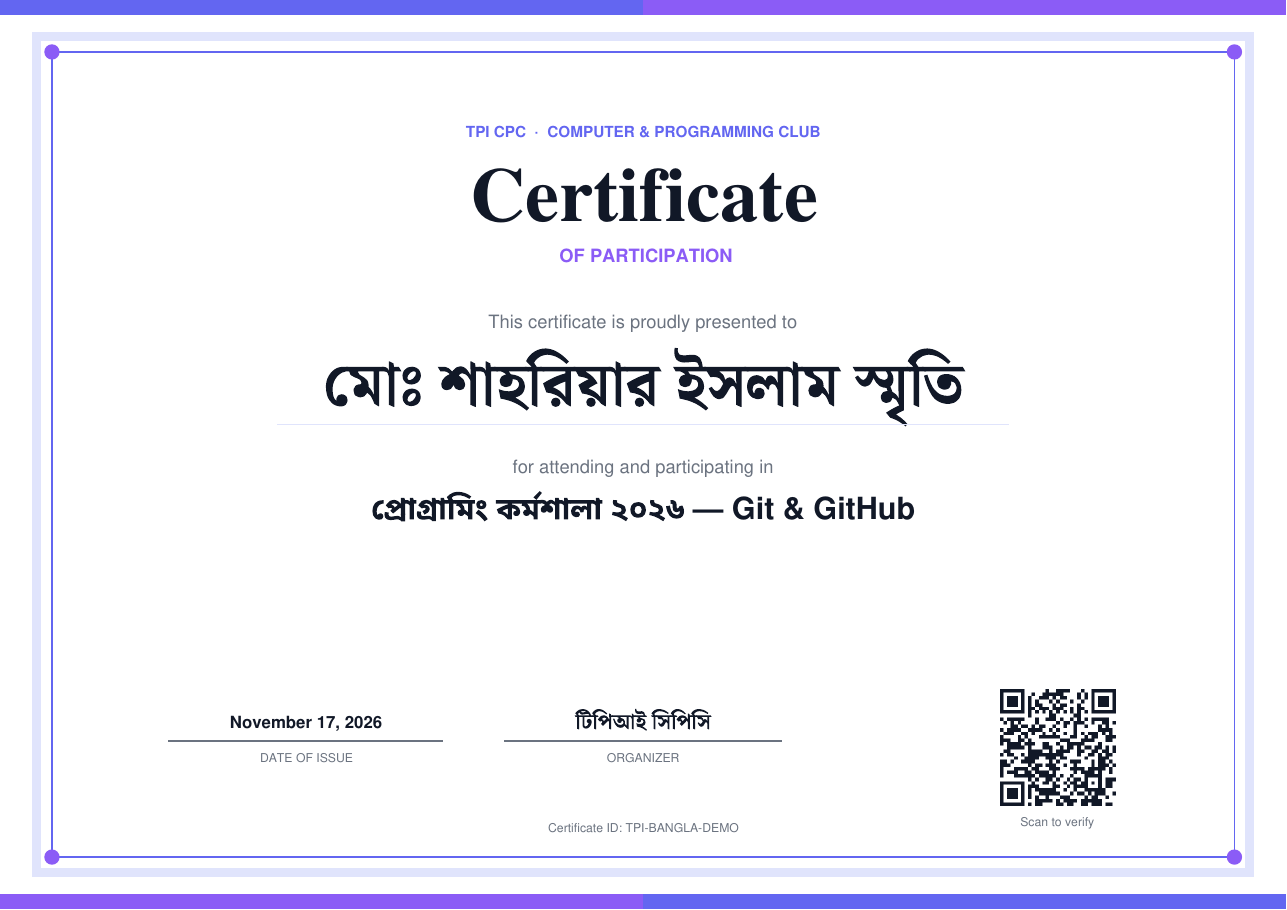 TPI CPC · COMPUTER & PROGRAMMING CLUB
Certificate
OF PARTICIPATION
This certificate is proudly presented to
মোঃ শাহরিয়ার ইসলাম স্মৃতি
for attending and participating in
প্রোগ্রামিং কর্মশালা ২০২৬ — Git & GitHub
November 17, 2026
DATE OF ISSUE
টিপিআই সিপিসি
ORGANIZER
Scan to verify
Certificate ID: TPI-BANGLA-DEMO